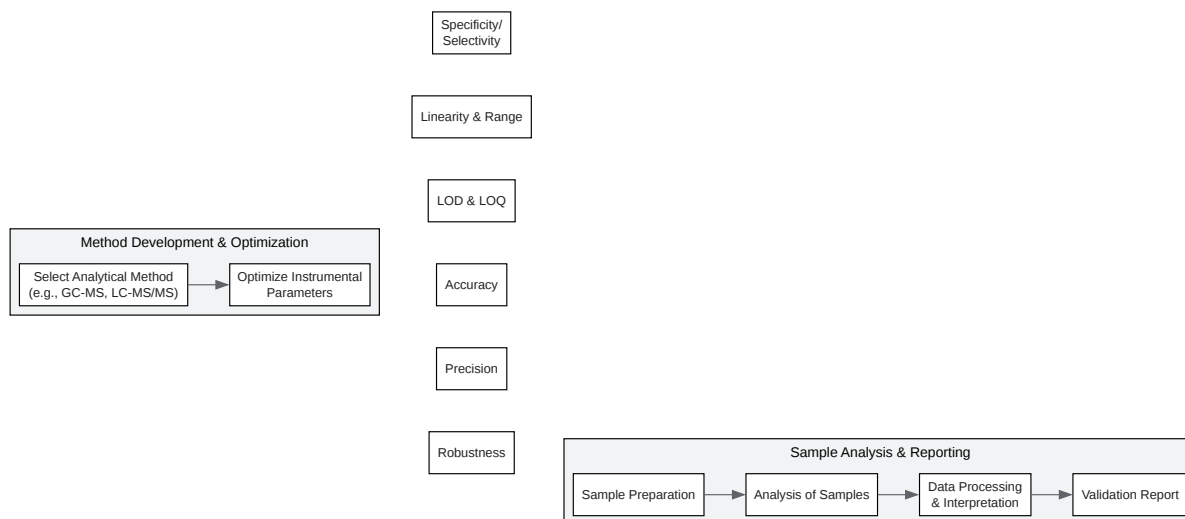 Specificity/
Selectivity
Linearity & Range
LOD & LOQ
Method Development & Optimization
Select Analytical Method
(e.g., GC-MS, LC-MS/MS)
Optimize Instrumental
Parameters
Accuracy
Precision
Robustness
Sample Analysis & Reporting
Sample Preparation
Analysis of Samples
Data Processing
& Interpretation
Validation Report